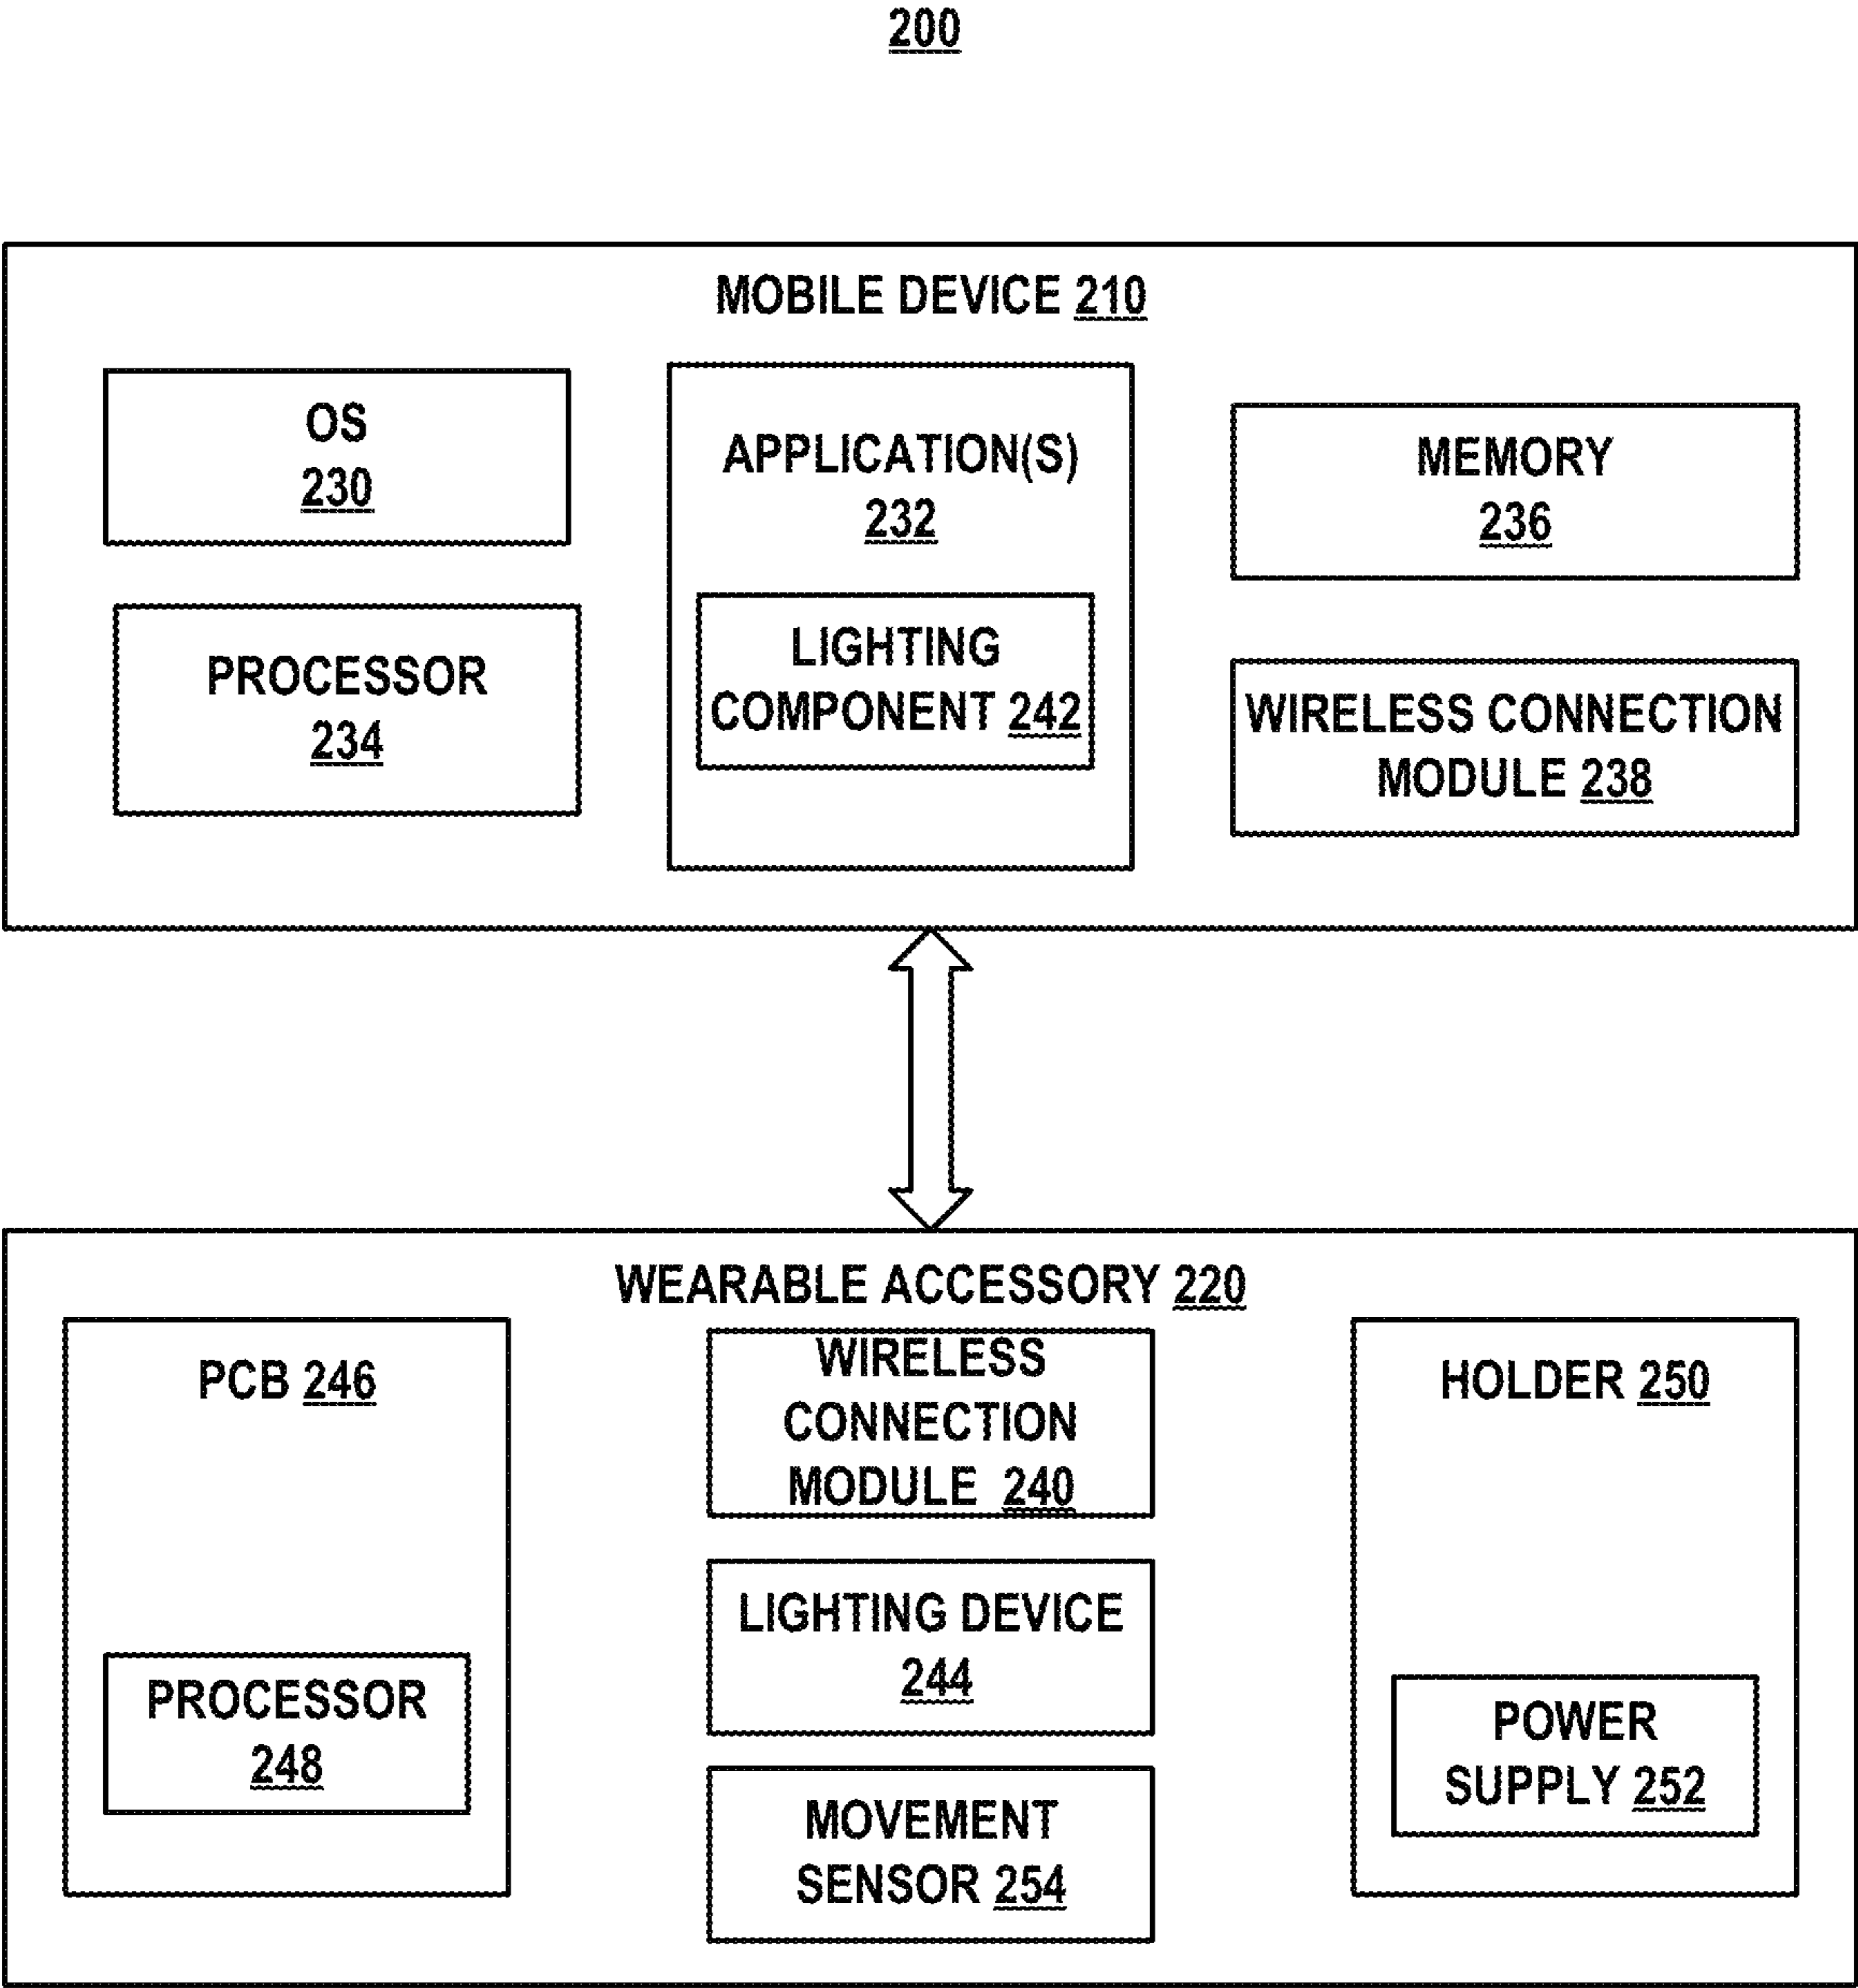 200
MOBILE DEVICE 210
OS
230
APPLICATION(S)
232
MEMORY
236
PROCESSOR
234
LIGHTING
COMPONENT 242
WIRELESS CONNECTION
MODULE 238
WEARABLE ACCESSORY 220
PCB 246
PROCESSOR
248
WIRELESS
CONNECTION
MODULE 240
LIGHTING DEVICE
244
MOVEMENT
SENSOR 254
HOLDER 250
POWER
SUPPLY 252